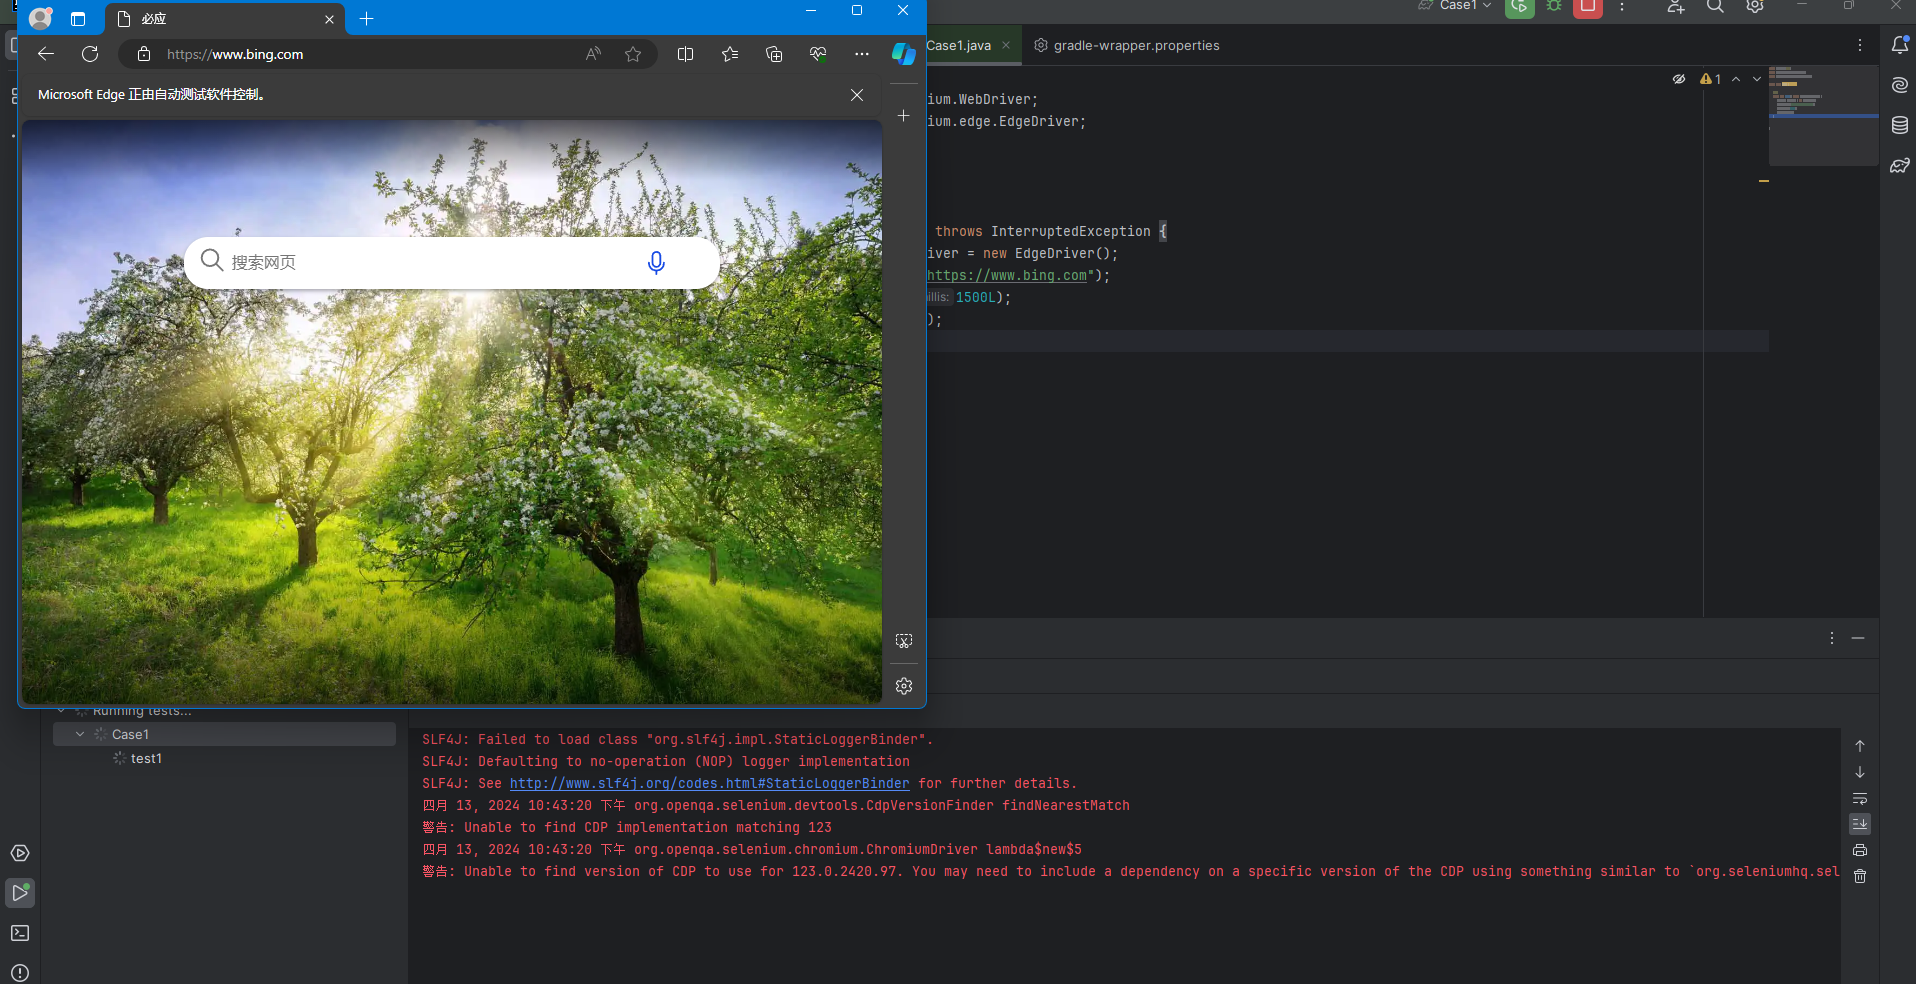 必应
https://www.bing.com
Microsoft Edge 正由自动测试软件控制。
搜索网页
Case1
Case1.java
gradle-wrapper.properties
1
ium.WebDriver;
ium.edge.EdgeDriver;
throws InterruptedException {
iver = new EdgeDriver();
https://www.bing.com");
illis: 1500L);
);
Running tests...
Case1
test1
SLF4J: Failed to load class "org.slf4j.impl.StaticLoggerBinder".
SLF4J: Defaulting to no-operation (NOP) logger implementation
SLF4J: See http://www.slf4j.org/codes.html#StaticLoggerBinder for further details.
四月 13, 2024 10:43:20 下午 org.openqa.selenium.devtools.CdpVersionFinder findNearestMatch
警告: Unable to find CDP implementation matching 123
四月 13, 2024 10:43:20 下午 org.openqa.selenium.chromium.ChromiumDriver lambda$new$5
警告: Unable to find version of CDP to use for 123.0.2420.97. You may need to include a dependency on a specific version of the CDP using something similar to `org.seleniumhq.sel